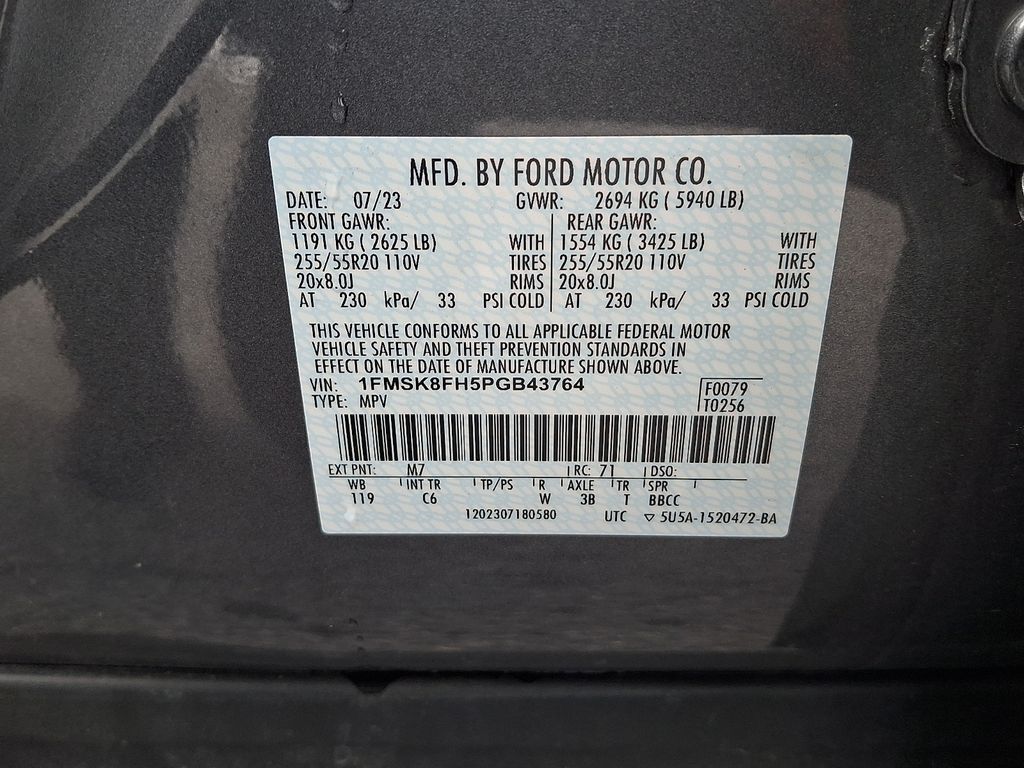 MFD. BY FORD MOTOR CO.
DATE: 07/23 GVWR: 2694 KG ( 5940 LB)
FRONT GAWR: REAR GAWR:
1191 KG ( 2625 LB) WITH 1554 KG ( 3425 LB) WITH
255/55R20 110V TIRES 255/55R20 110V TIRES
20x8.0J RIMS 20x8.0J RIMS
AT 230 kPa/ 33 PSI COLD AT 230 kPa/ 33 PSI COLD
THIS VEHICLE CONFORMS TO ALL APPLICABLE FEDERAL MOTOR
VEHICLE SAFETY AND THEFT PREVENTION STANDARDS IN
EFFECT ON THE DATE OF MANUFACTURE SHOWN ABOVE.
VIN: 1FMSK8FH5PGB43764 F0079
TYPE: MPV T0256
EXT PNT: M7 RC: 71 DSO:
WB INT TR TP/PS R AXLE TR SPR
119 C6 W 3B T BBCC
1202307180580 UTC ▽ 5U5A-1520472-BA